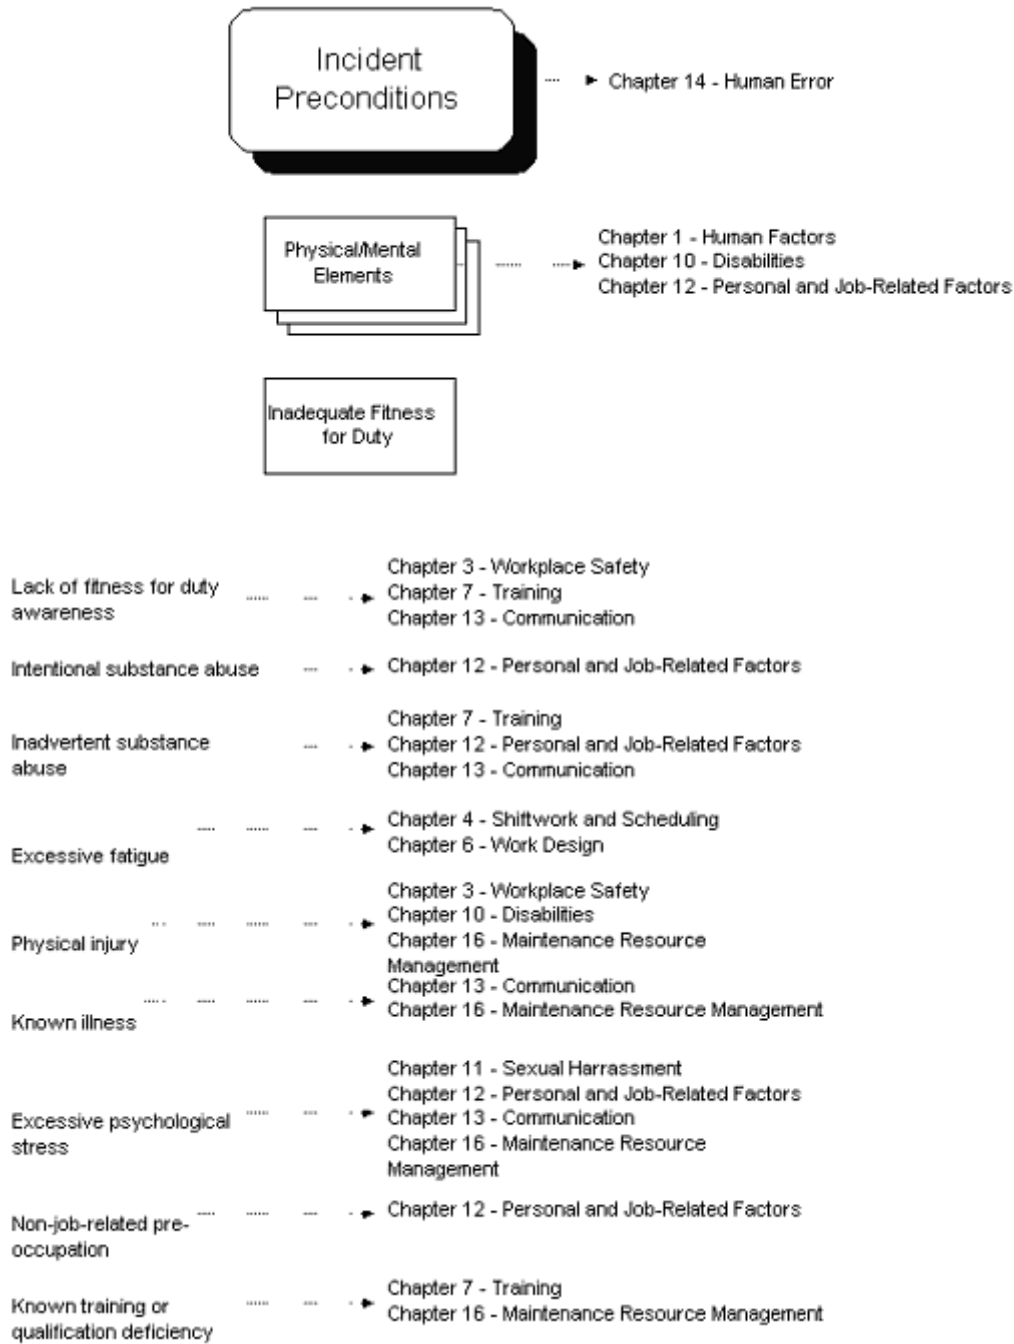 Incident
Preconditions
Chapter 14 - Human Error
Physical/Mental
Elements
Chapter 1 - Human Factors
Chapter 10 - Disabilities
Chapter 12 - Personal and Job-Related Factors
Inadequate Fitness
for Duty
Lack of fitness for duty
awareness
Chapter 3 - Workplace Safety
Chapter 7 - Training
Chapter 13 - Communication
Intentional substance abuse
Chapter 12 - Personal and Job-Related Factors
Inadvertent substance
abuse
Chapter 7 - Training
Chapter 12 - Personal and Job-Related Factors
Chapter 13 - Communication
Excessive fatigue
Chapter 4 - Shiftwork and Scheduling
Chapter 6 - Work Design
Physical injury
Chapter 3 - Workplace Safety
Chapter 10 - Disabilities
Chapter 16 - Maintenance Resource
Management
Known illness
Chapter 13 - Communication
Chapter 16 - Maintenance Resource Management
Excessive psychological
stress
Chapter 11 - Sexual Harrassment
Chapter 12 - Personal and Job-Related Factors
Chapter 13 - Communication
Chapter 16 - Maintenance Resource
Management
Non-job-related pre-
occupation
Chapter 12 - Personal and Job-Related Factors
Known training or
qualification deficiency
Chapter 7 - Training
Chapter 16 - Maintenance Resource Management